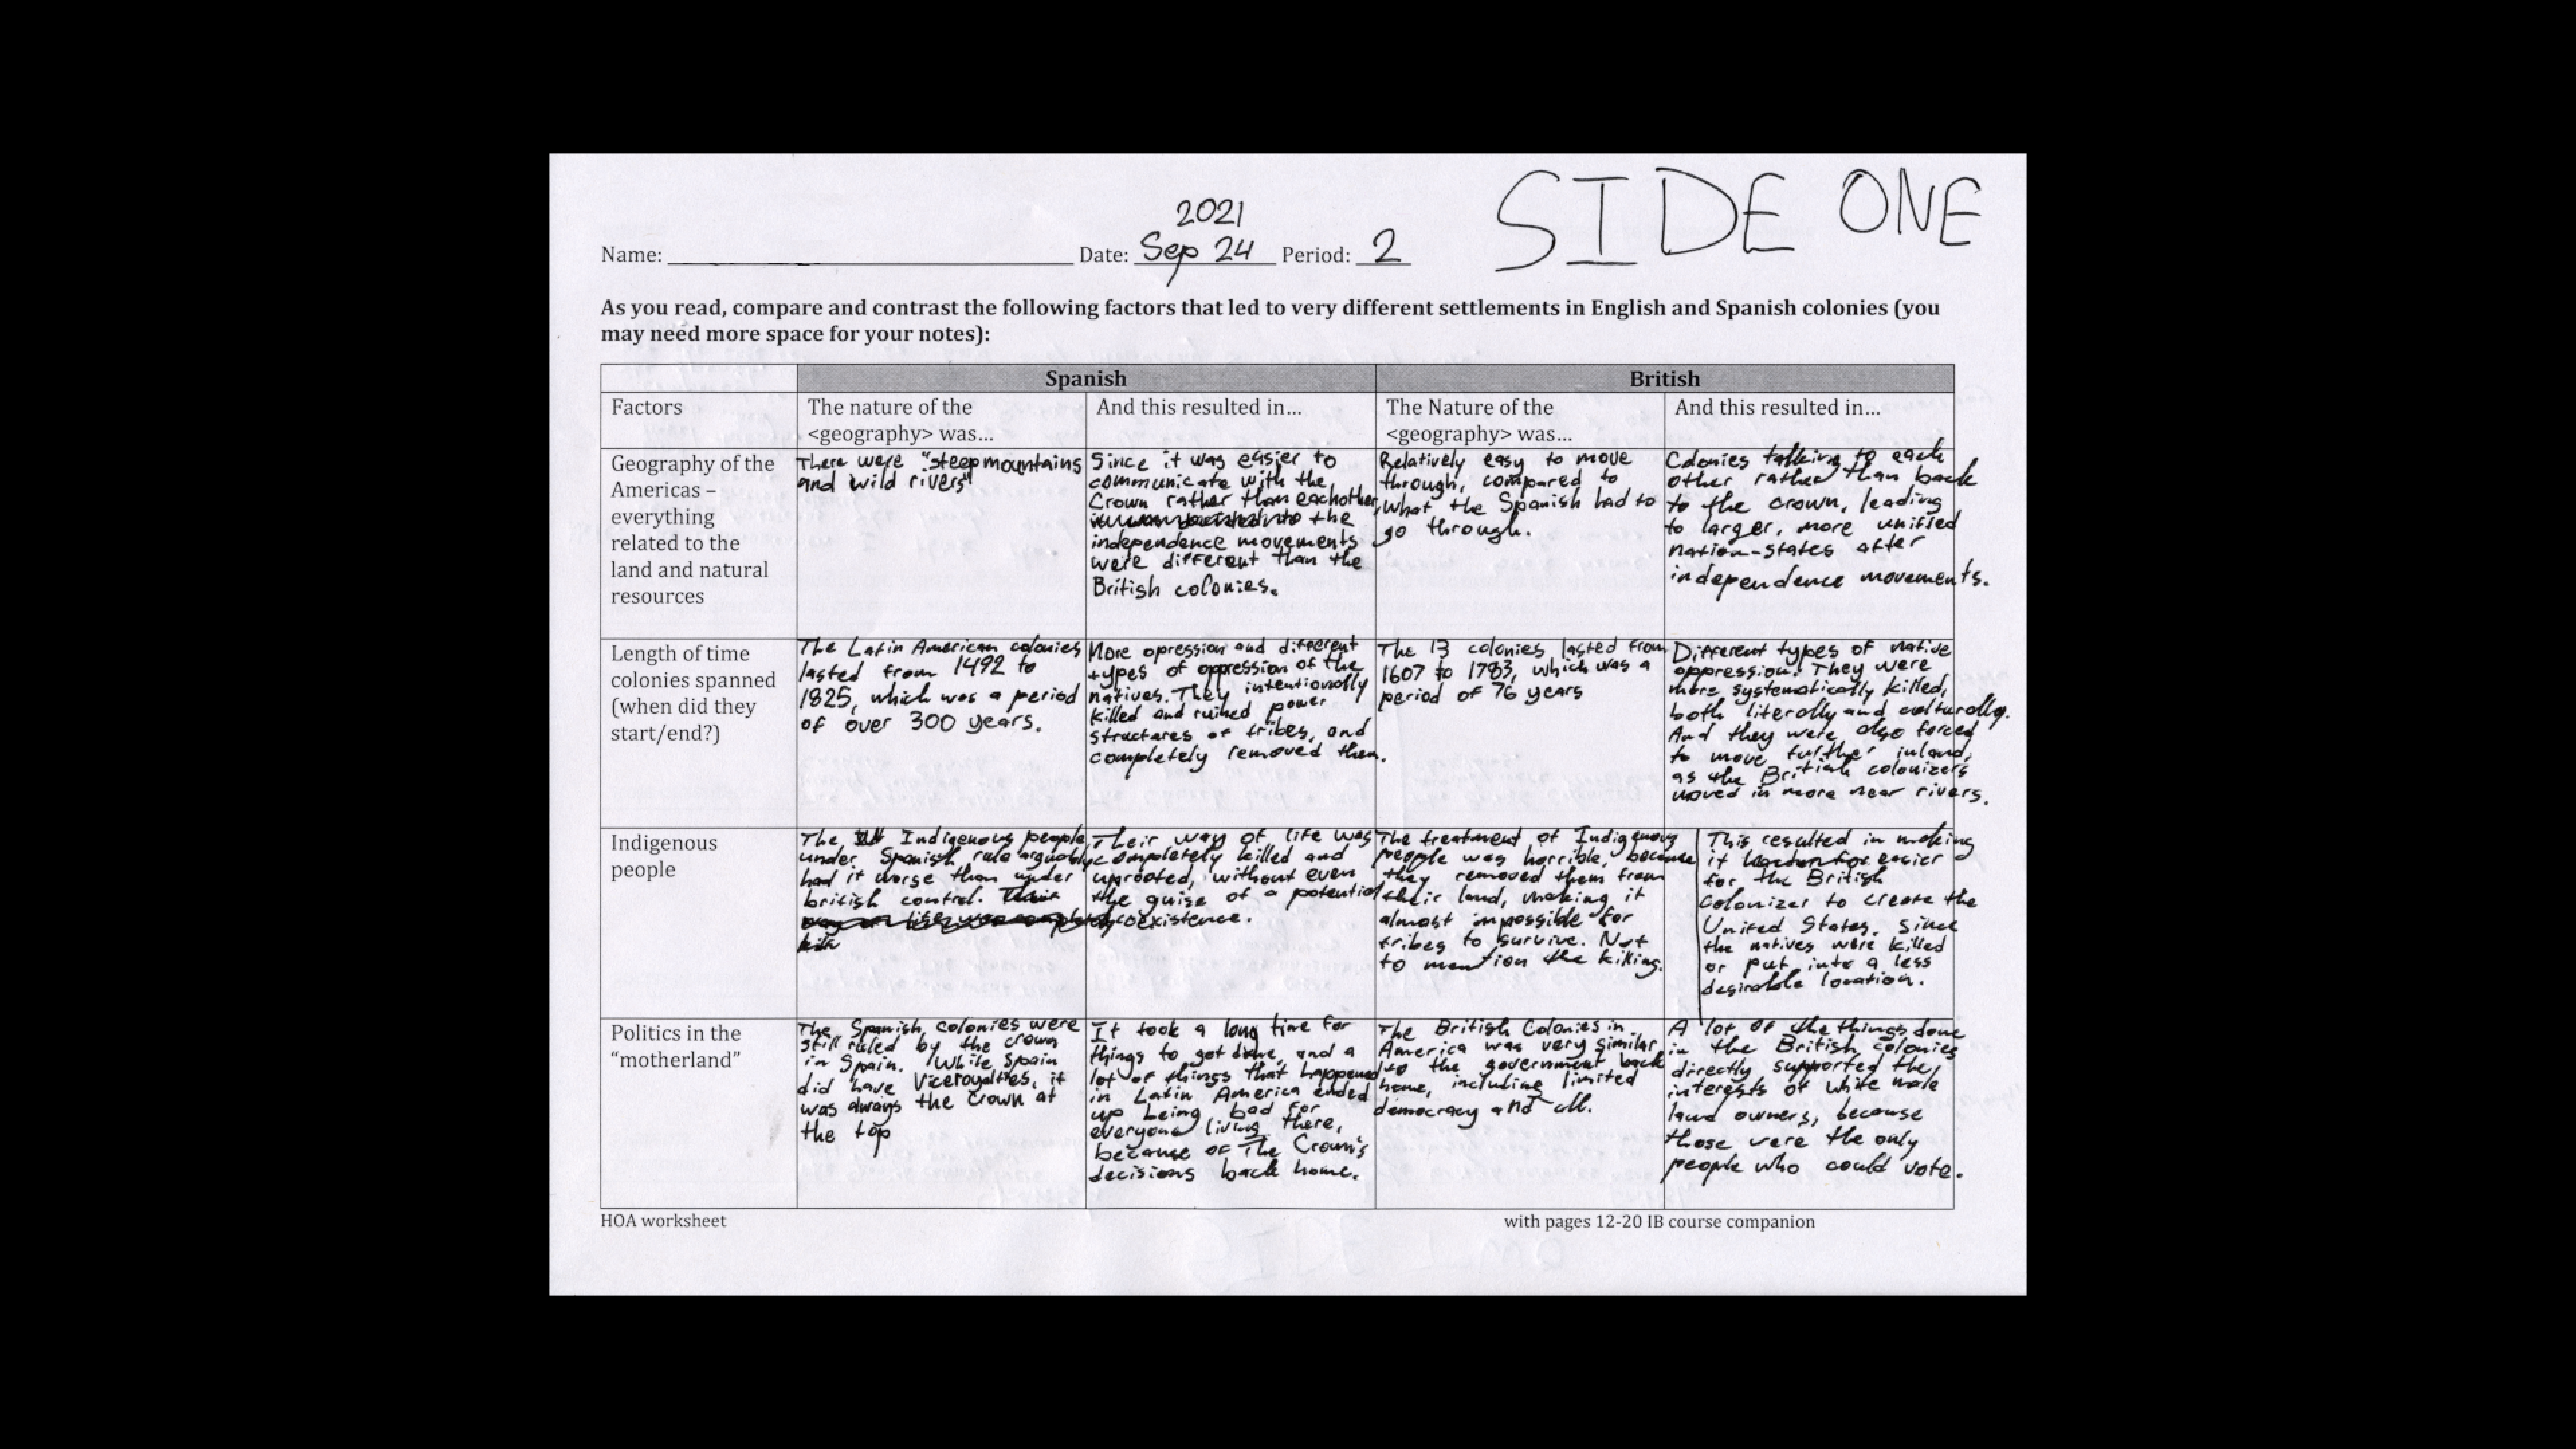 SIDE ONE
2021
Name: Date: Sep 24 Period: 2
As you read, compare and contrast the following factors that led to very different settlements in English and Spanish colonies (you
may need more space for your notes):
Spanish
British
Factors
The nature of the
<geography> was...
And this resulted in...
The Nature of the
<geography> was...
And this resulted in...
Geography of the
Americas –
everything
related to the
land and natural
resources
There were "steep mountains
and wild rivers"
Since it was easier to
communicate with the
Crown rather than eachother,
the
independence movements
were different than the
British colonies.
Relatively easy to move
through, compared to
what the Spanish had to
go through.
Colonies talking to each
other rather than back
to the crown, leading
to larger, more unified
nation-states after
independence movements.
Length of time
colonies spanned
(when did they
start/end?)
The Latin American colonies
lasted from 1492 to
1825, which was a period
of over 300 years.
More opression and different
types of oppression of the
natives. They intentionally
killed and ruined power
structures of tribes, and
completely removed them.
The 13 colonies lasted from
1607 to 1783, which was a
period of 76 years
Different types of native
oppression. They were
more systematically killed,
both literally and culturally.
And they were also forced
to move further inland,
as the British colonizers
moved in more near rivers.
Indigenous
people
The Indigenous people
under Spanish rule arguably
had it worse than under
british control.
Their way of life was
completely killed and
uprooted, without even
the guise of a potential
coexistence.
The treatment of Indigenous
people was horrible, because
they removed them from
their land, making it
almost impossible for
tribes to survive. Not
to mention the killing.
This resulted in making
it easier
for the British
colonizer to create the
United States, since
the natives were killed
or put into a less
desirable location.
Politics in the
"motherland"
The Spanish colonies were
still ruled by the crown
in Spain. While Spain
did have Viceroyalties, it
was always the crown at
the top
It took a long time for
things to get done, and a
lot of things that happened
in Latin America ended
up being bad for
everyone living there,
because of The Crown's
decisions back home.
The British Colonies in
America was very similar
to the government back
home, including limited
democracy and all.
A lot of the things done
in the British colonies
directly supported the
interests of white male
land owners, because
those were the only
people who could vote.
HOA worksheet
with pages 12-20 IB course companion